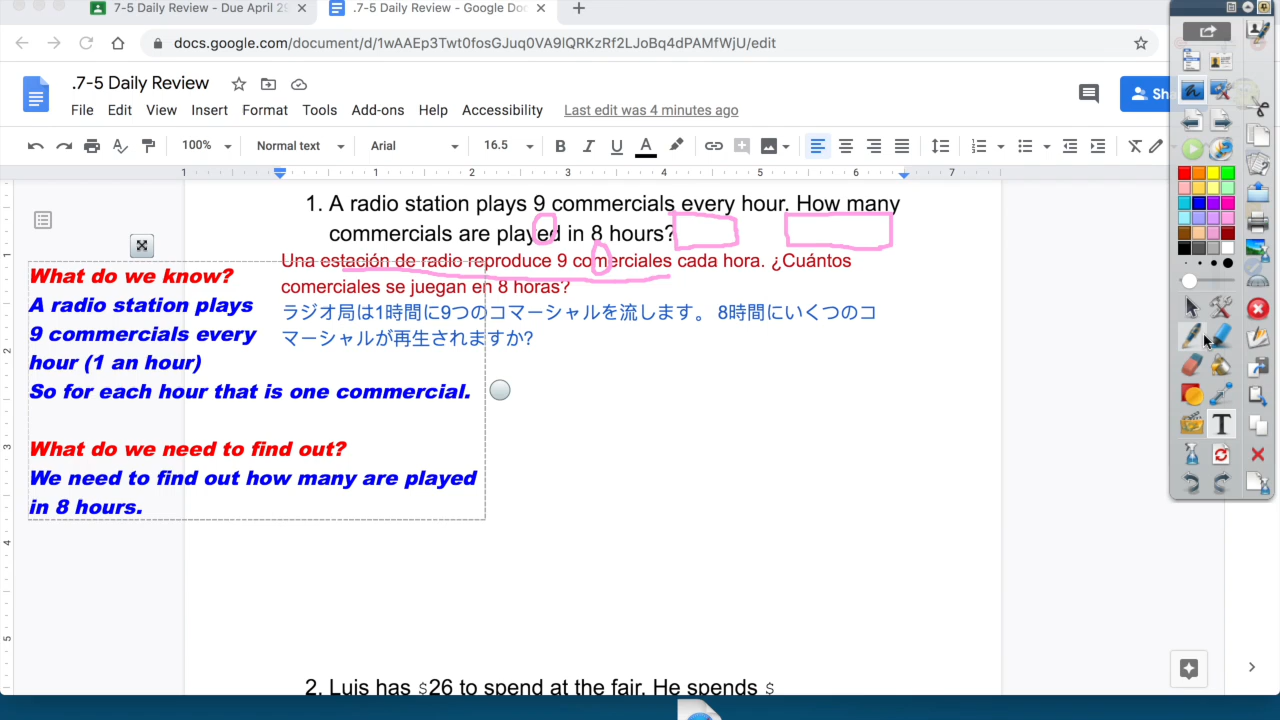 7-5 Daily Review - Due April 29
.7-5 Daily Review - Google Doc
docs.google.com/document/d/1wAAEp3Twt0fosGJuq0VA9lQRKzRf2LJoBq4dPAMfWjU/edit
.7-5 Daily Review
File Edit View Insert Format Tools Add-ons Help Accessibility Last edit was 4 minutes ago
100% Normal text Arial 16.5 B I U A
1 1 2 3 4 5 6 7
1. A radio station plays 9 commercials every hour. How many
commercials are played in 8 hours?
Una estación de radio reproduce 9 comerciales cada hora. ¿Cuántos
comerciales se juegan en 8 horas?
ラジオ局は1時間に9つのコマーシャルを流します。 8時間にいくつのコ
マーシャルが再生されますか?
What do we know?
A radio station plays
9 commercials every
hour (1 an hour)
So for each hour that is one commercial.
What do we need to find out?
We need to find out how many are played
in 8 hours.
2. Luis has $26 to spend at the fair. He spends $